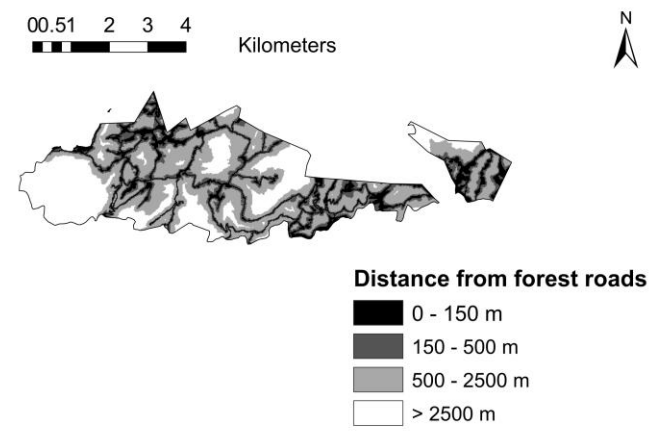 00.51 2 3 4
Kilometers
N
Distance from forest roads
0 - 150 m
150 - 500 m
500 - 2500 m
> 2500 m